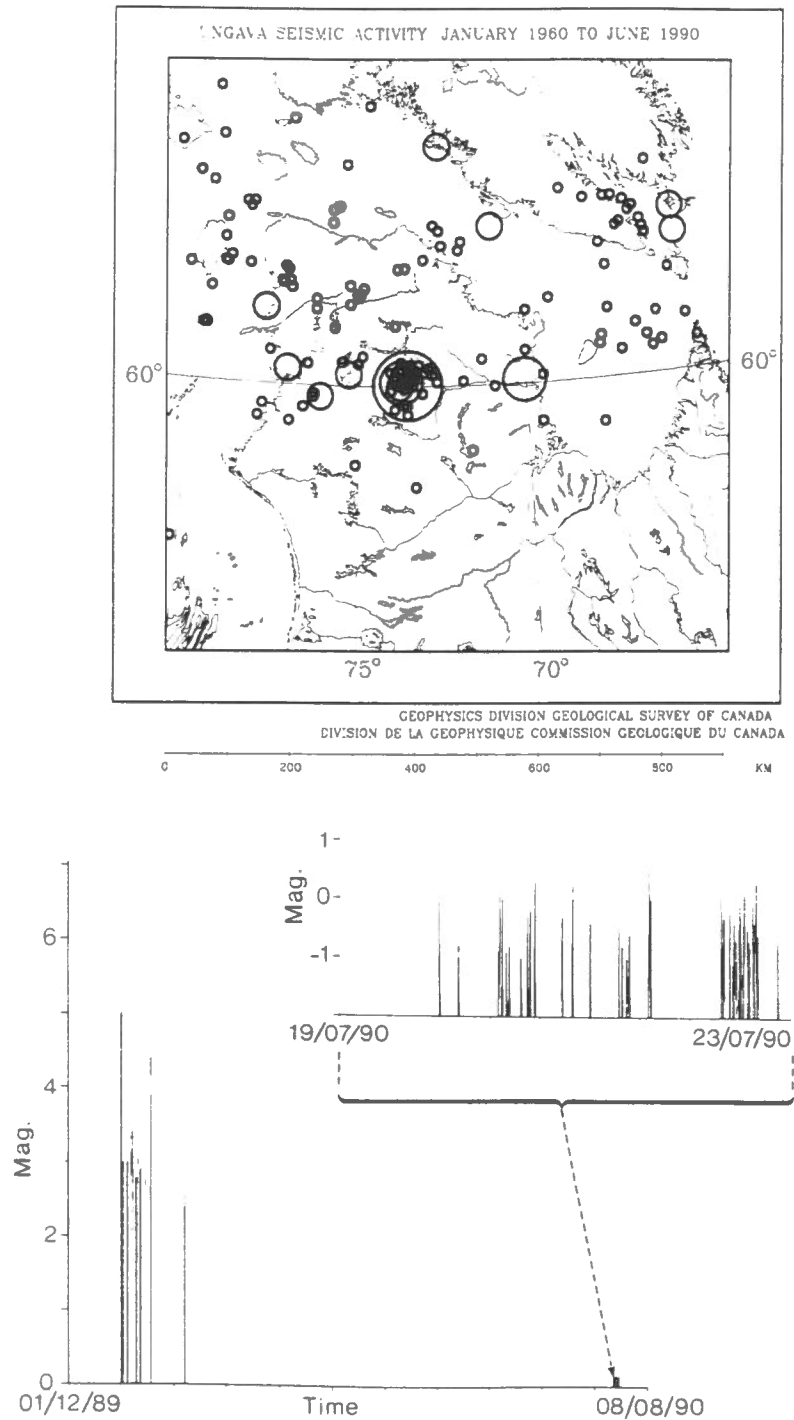 UNGAVA SEISMIC ACTIVITY JANUARY 1960 TO JUNE 1990
60° 60°
75° 70°
GEOPHYSICS DIVISION GEOLOGICAL SURVEY OF CANADA
DIVISION DE LA GEOPHYSIQUE COMMISSION GEOLOGIQUE DU CANADA
0 200 400 600 800 KM
1
0
-1
Mag.
19/07/90 23/07/90
6
4
2
0
Mag.
01/12/89 Time 08/08/90